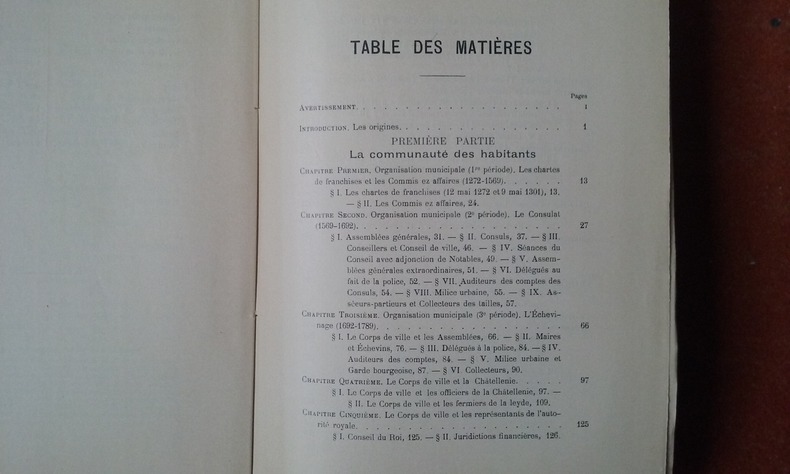 TABLE DES MATIÈRES
Pages
AVERTISSEMENT. . . . . . . . . . . . . . . . . . . I
INTRODUCTION. Les origines. . . . . . . . . . . . . . . 1
PREMIÈRE PARTIE
La communauté des habitants
CHAPITRE PREMIER. Organisation municipale (1re période). Les chartes
de franchises et les Commis ez affaires (1272-1569). . . . . . 13
§ I. Les chartes de franchises (12 mai 1272 et 9 mai 1301), 13.
— § II. Les Commis ez affaires, 24.
CHAPITRE SECOND. Organisation municipale (2e période). Le Consulat
(1569-1692). . . . . . . . . . . . . . . . . . . 27
§ I. Assemblées générales, 31. — § II. Consuls, 37. — § III.
Conseillers et Conseil de ville, 46. — § IV. Séances du
Conseil avec adjonction de Notables, 49. — § V. Assem-
blées générales extraordinaires, 51. — § VI. Délégués au
fait de la police, 52. — § VII. Auditeurs des comptes des
Consuls, 54. — § VIII. Milice urbaine, 55. — § IX. As-
séeurs-partieurs et Collecteurs des tailles, 57.
CHAPITRE TROISIÈME. Organisation municipale (3e période). L'Échevi-
nage (1692-1789). . . . . . . . . . . . . . . . . 66
§ I. Le Corps de ville et les Assemblées, 66. — § II. Maires
et Échevins, 76. — § III. Délégués à la police, 84. — § IV.
Auditeurs des comptes, 84. — § V. Milice urbaine et
Garde bourgeoise, 87. — § VI Collecteurs, 90.
CHAPITRE QUATRIÈME. Le Corps de ville et la Châtellenie. . . . . 97
§ I. Le Corps de ville et les officiers de la Châtellenie, 97. —
§ II. Le Corps de ville et les fermiers de la leyde, 109.
CHAPITRE CINQUIÈME. Le Corps de ville et les représentants de l'auto-
rité royale. . . . . . . . . . . . . . . . . . . 125
§ I. Conseil du Roi, 125. — § II. Juridictions financières, 126.